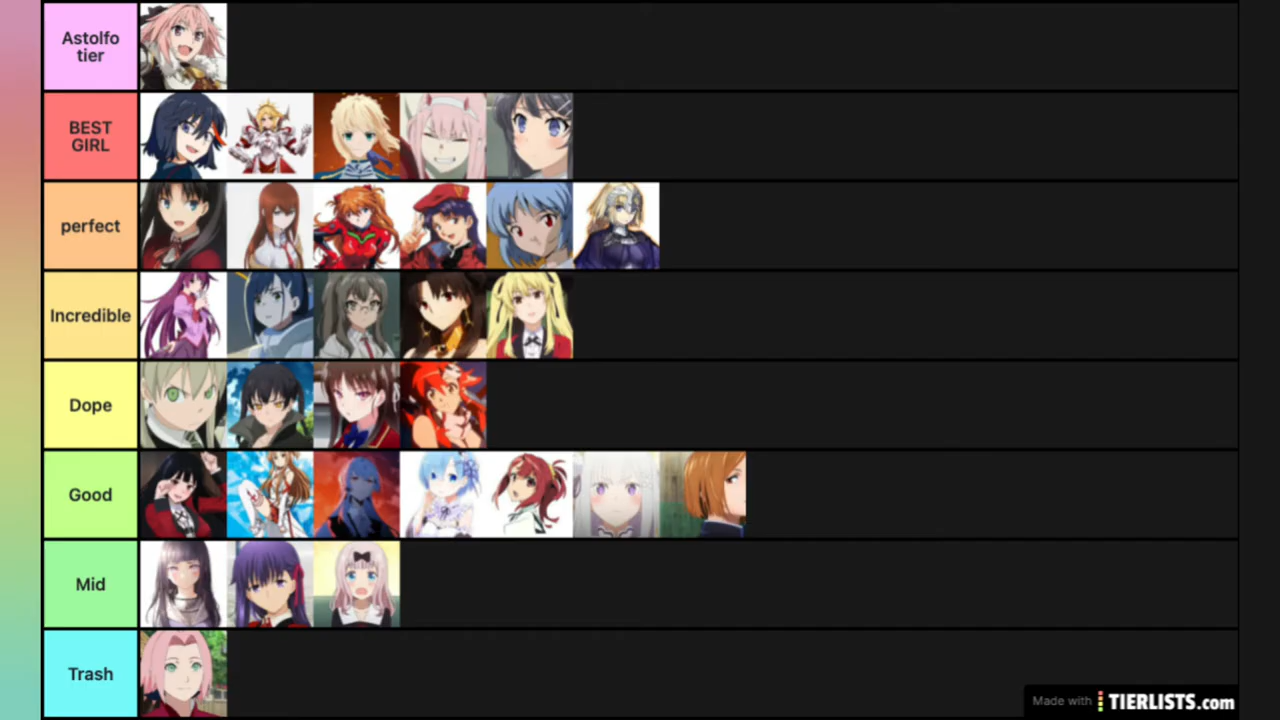 Astolfo
tier
BEST
GIRL
perfect
Incredible
Dope
Good
Mid
Trash
Made with TIERLISTS.com